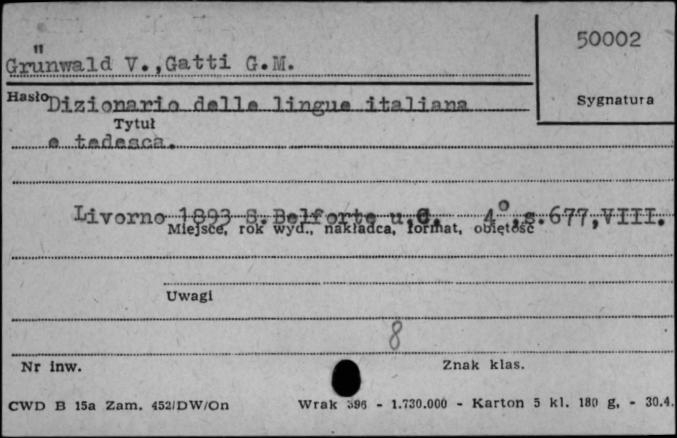 50002
Grünwald V.,Gatti G.M.
Hasło Dizionario delle lingue italiana
Sygnatura
Tytuł
e tedesca.
Livorno 1893 S.Belforte u.C. 4°,s.677,VIII.
Miejsce, rok wyd., nakładca, format, objętość
Uwagi
8
Nr inw.
Znak klas.
CWD B 15a Zam. 452/DW/On Wrak 396 - 1.730.000 - Karton 5 kl. 180 g, - 30.4.